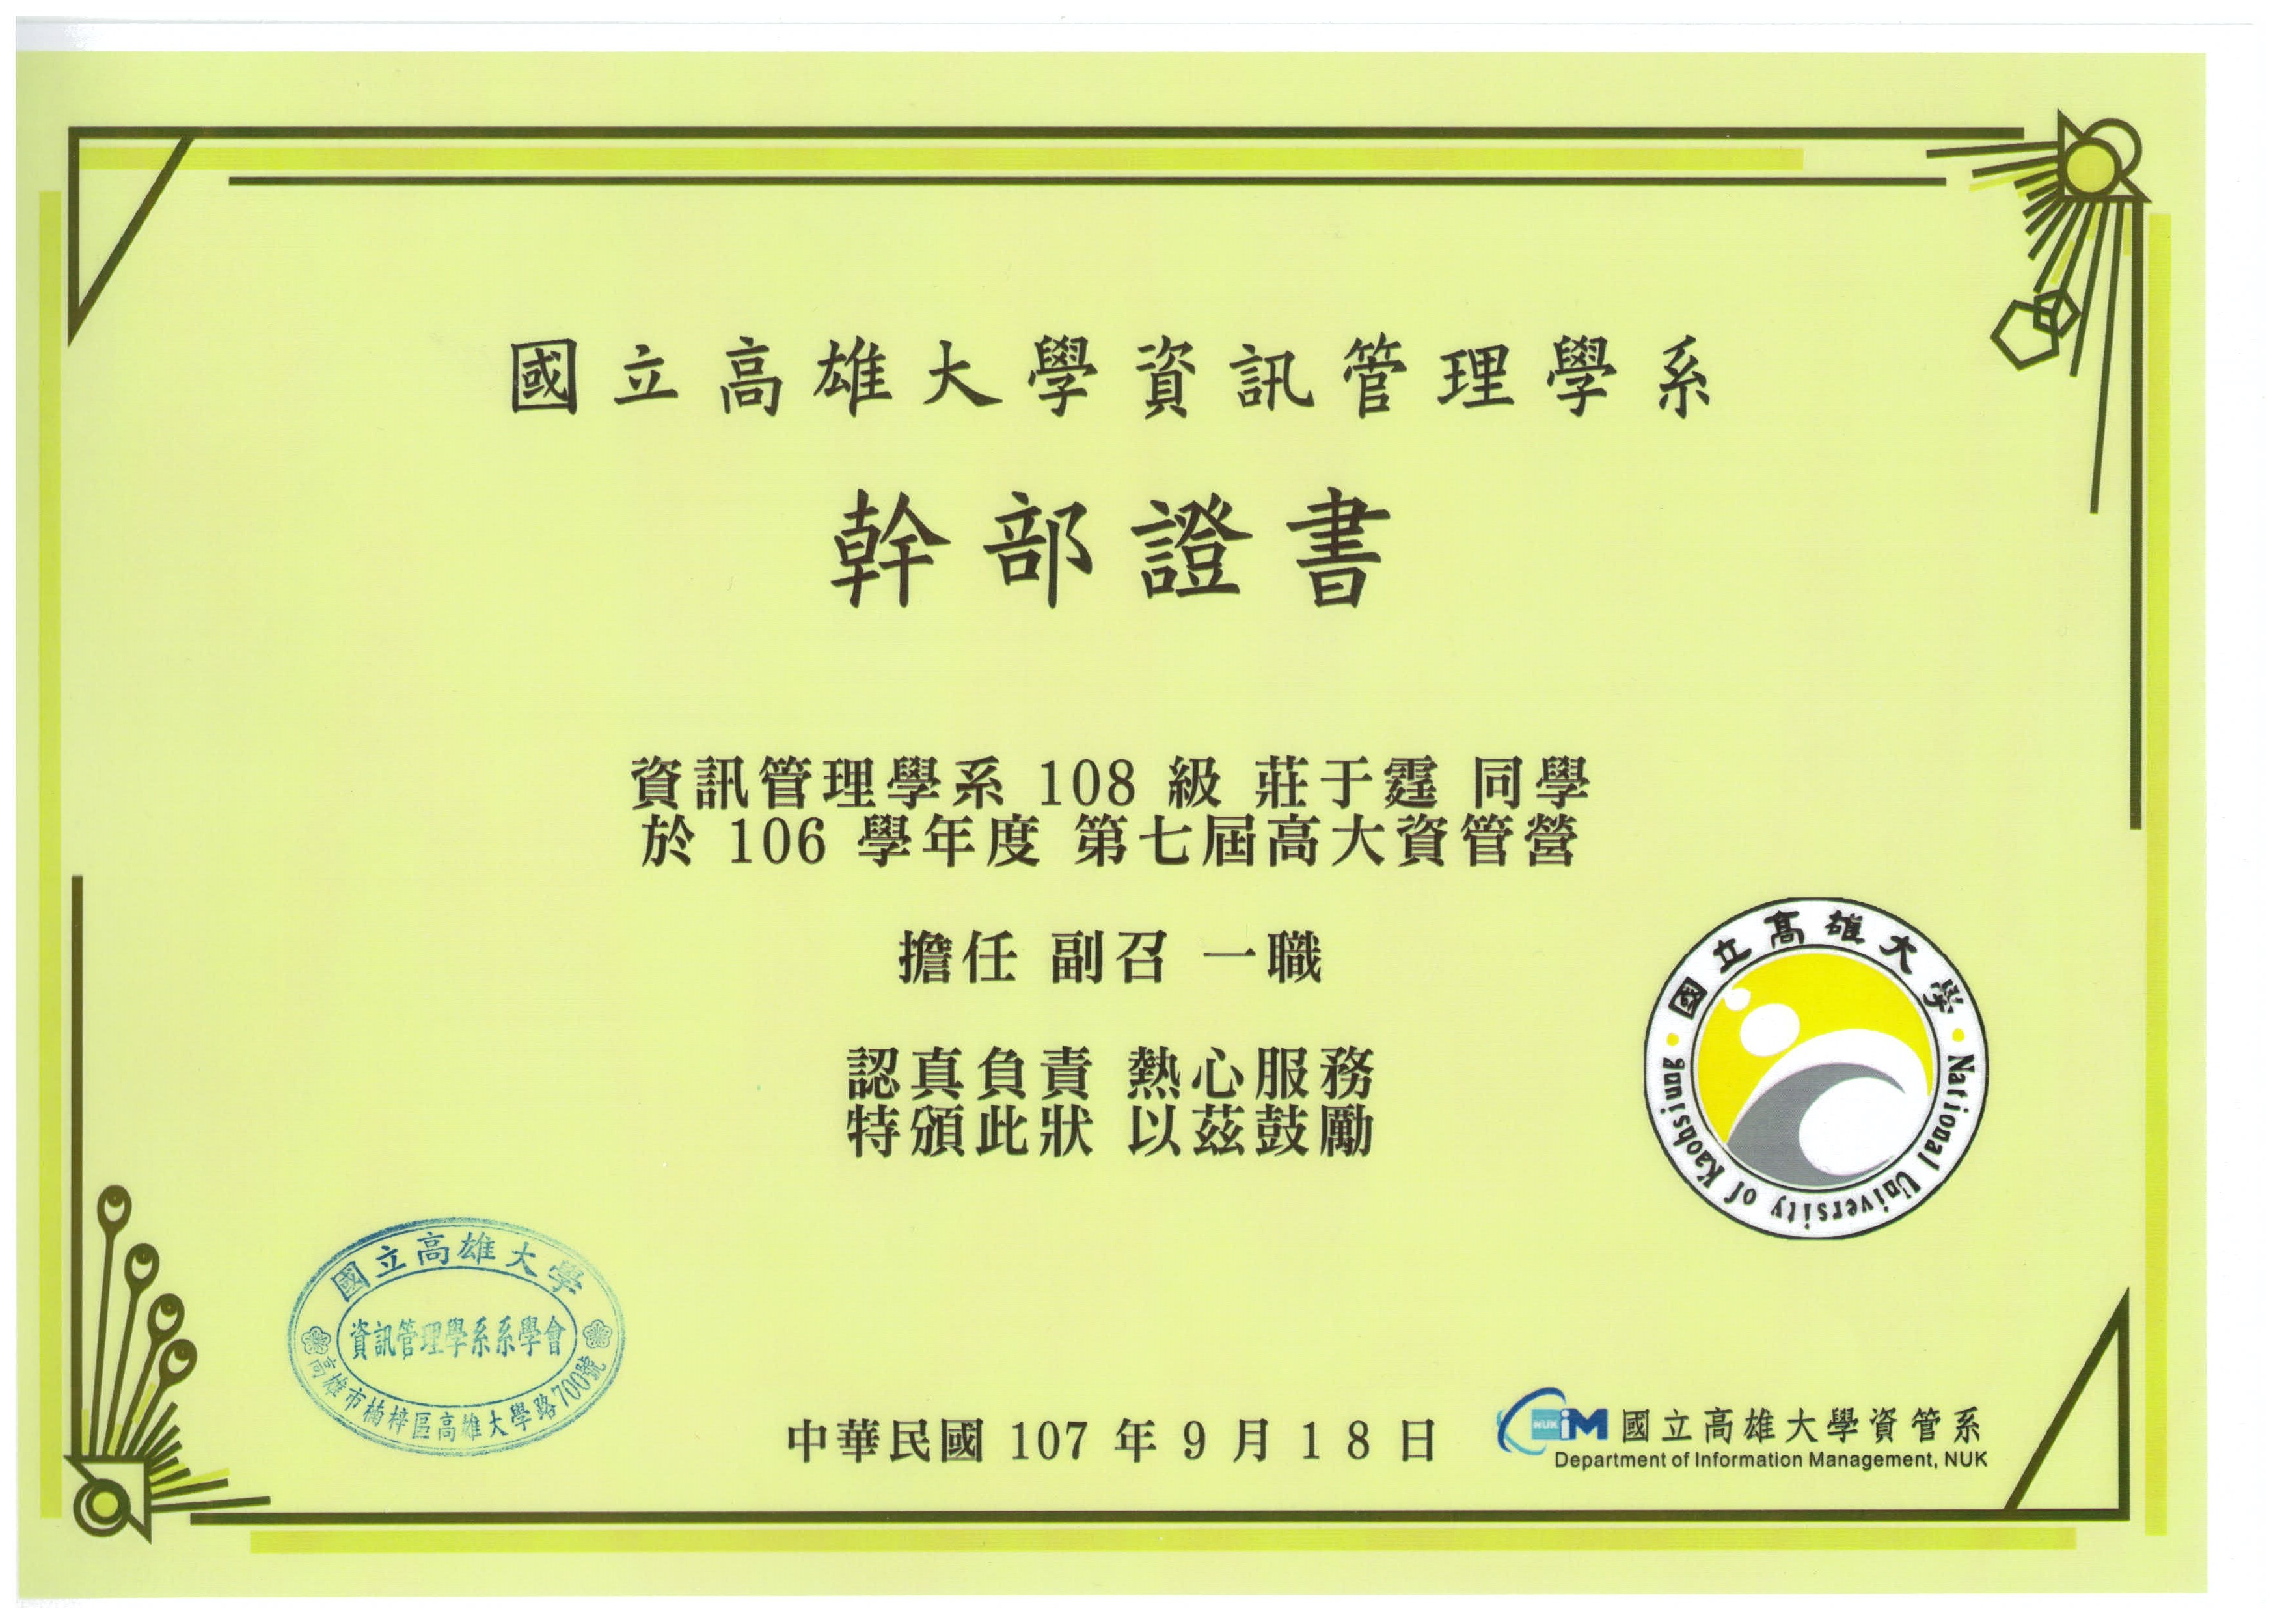 國立高雄大學資訊管理學系
幹部證書
資訊管理學系 108 級 莊于霆 同學
於 106 學年度 第七屆高大資管營
擔任 副召 一職
認真負責 熱心服務
特頒此狀 以茲鼓勵
國立高雄大學
National University of Kaohsiung
國立高雄大學
資訊管理學系系學會
高雄市楠梓區高雄大學路700號
中華民國 107 年 9 月 18 日
NUK iM 國立高雄大學資管系
Department of Information Management, NUK